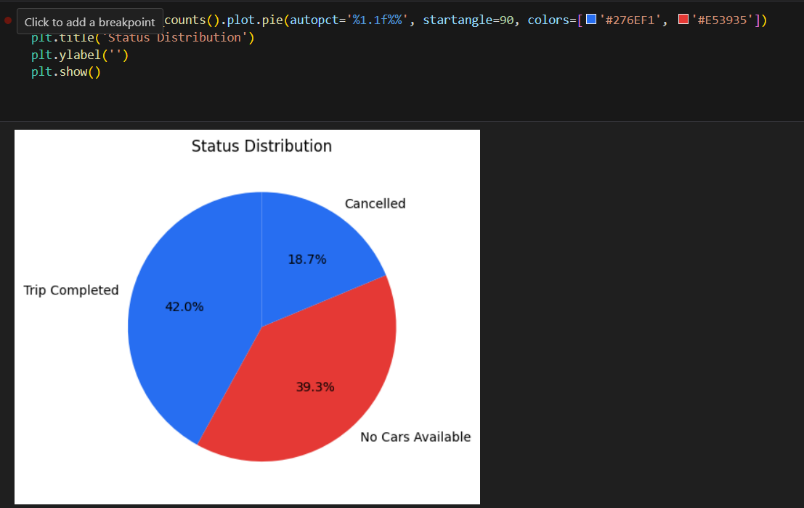 Click to add a breakpoint
counts().plot.pie(autopct='%1.1f%%', startangle=90, colors=['#276EF1', '#E53935'])
plt.title('Status Distribution')
plt.ylabel('')
plt.show()
Status Distribution
Cancelled
18.7%
Trip Completed
42.0%
39.3%
No Cars Available